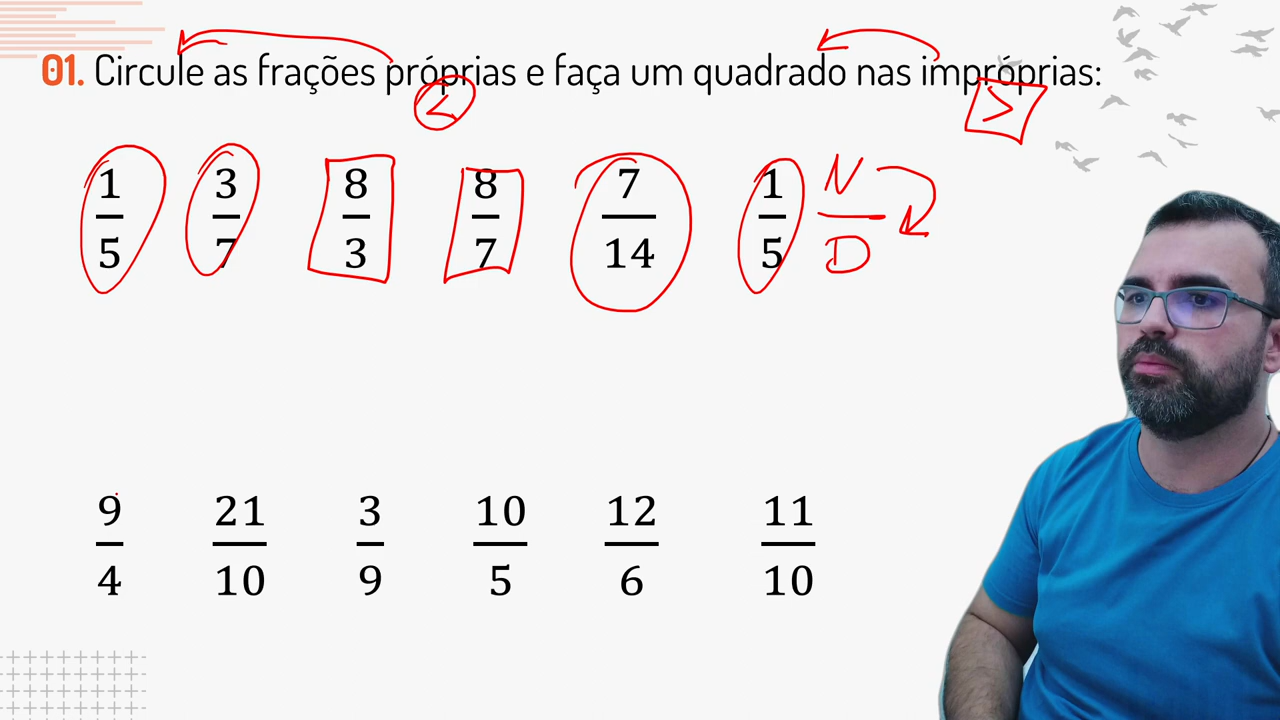 01. Circule as frações próprias e faça um quadrado nas impróprias:
< >
1/5 3/7 8/3 8/7 7/14 1/5 N/D
9/4 21/10 3/9 10/5 12/6 11/10